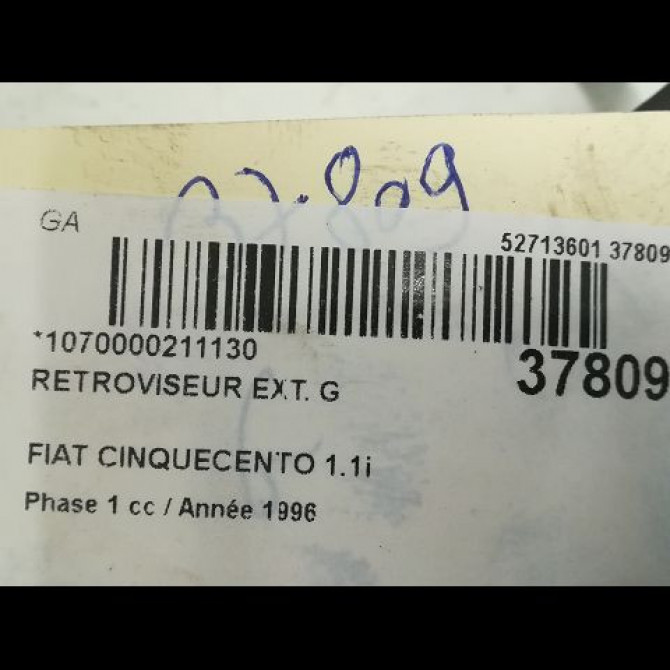 37.809
GA
52713601 37809
*1070000211130
37809
RETROVISEUR EXT. G
FIAT CINQUECENTO 1.1i
Phase 1 cc / Année 1996